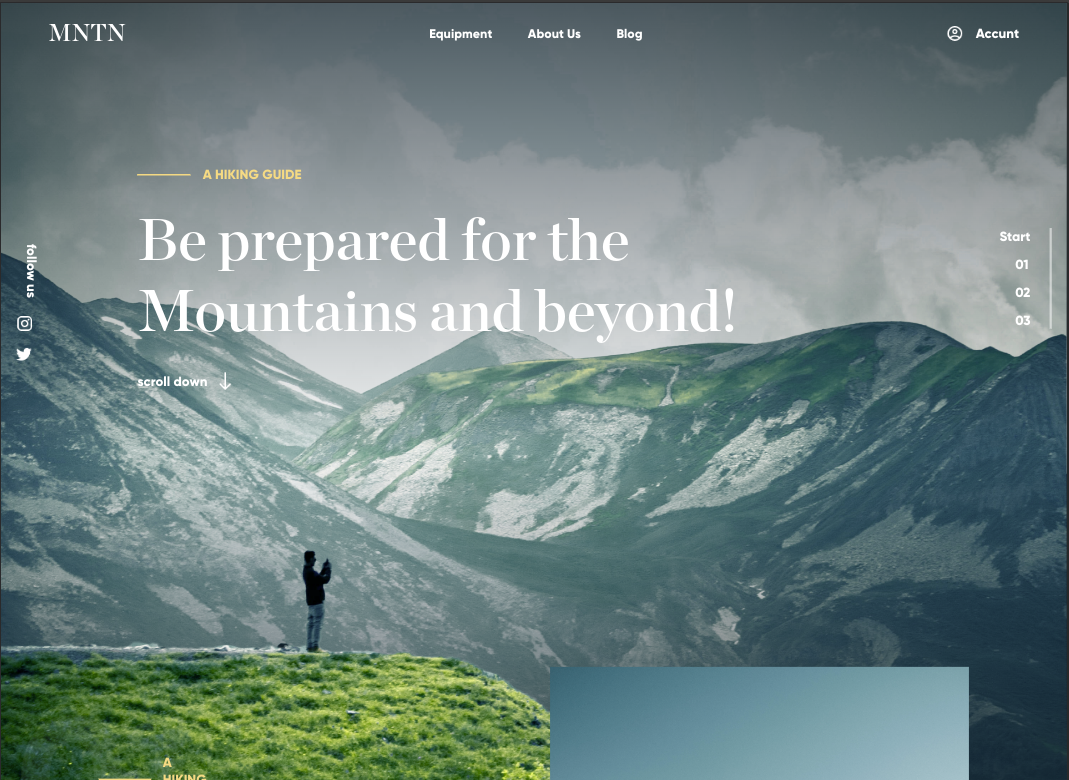 MNTN
Equipment
About Us
Blog
Accunt
A HIKING GUIDE
Be prepared for the
Mountains and beyond!
scroll down
follow us
Start
01
02
03
A
HIKING